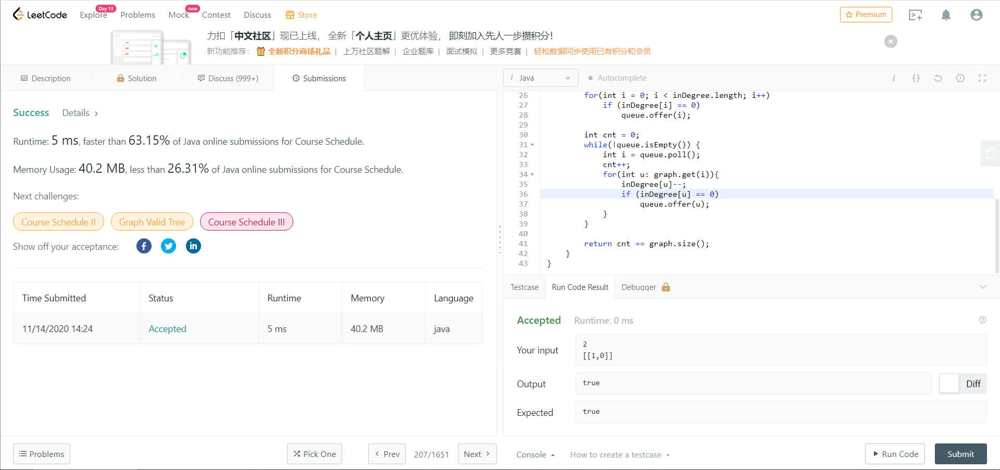 LeetCode
Explore
Day 13
Problems
Mock
new
Contest
Discuss
Store
Premium
力扣「中文社区」现已上线， 全新「个人主页」更优体验， 即刻加入先人一步攒积分！
新功能推荐： 全新积分商场礼品 | 上万社区题解 | 企业题库 | 面试模拟 | 更多竞赛 | 轻松数据同步使用已有积分和会员
Description
Solution
Discuss (999+)
Submissions
Success Details >
Runtime: 5 ms, faster than 63.15% of Java online submissions for Course Schedule.
Memory Usage: 40.2 MB, less than 26.31% of Java online submissions for Course Schedule.
Next challenges:
Course Schedule II
Graph Valid Tree
Course Schedule III
Show off your acceptance:
Time Submitted Status Runtime Memory Language
11/14/2020 14:24 Accepted 5 ms 40.2 MB java
Problems
Pick One
Prev
207/1651
Next
i Java
Autocomplete
i {}
26 for(int i = 0; i < inDegree.length; i++)
27 if (inDegree[i] == 0)
28 queue.offer(i);
29
30 int cnt = 0;
31 while(!queue.isEmpty()) {
32 int i = queue.poll();
33 cnt++;
34 for(int u: graph.get(i)){
35 inDegree[u]--;
36 if (inDegree[u] == 0)
37 queue.offer(u);
38 }
39 }
40
41 return cnt == graph.size();
42 }
43 }
Testcase
Run Code Result
Debugger
Accepted Runtime: 0 ms
Your input
2
[[1,0]]
Output
true
Diff
Expected
true
Console
How to create a testcase
Run Code
Submit